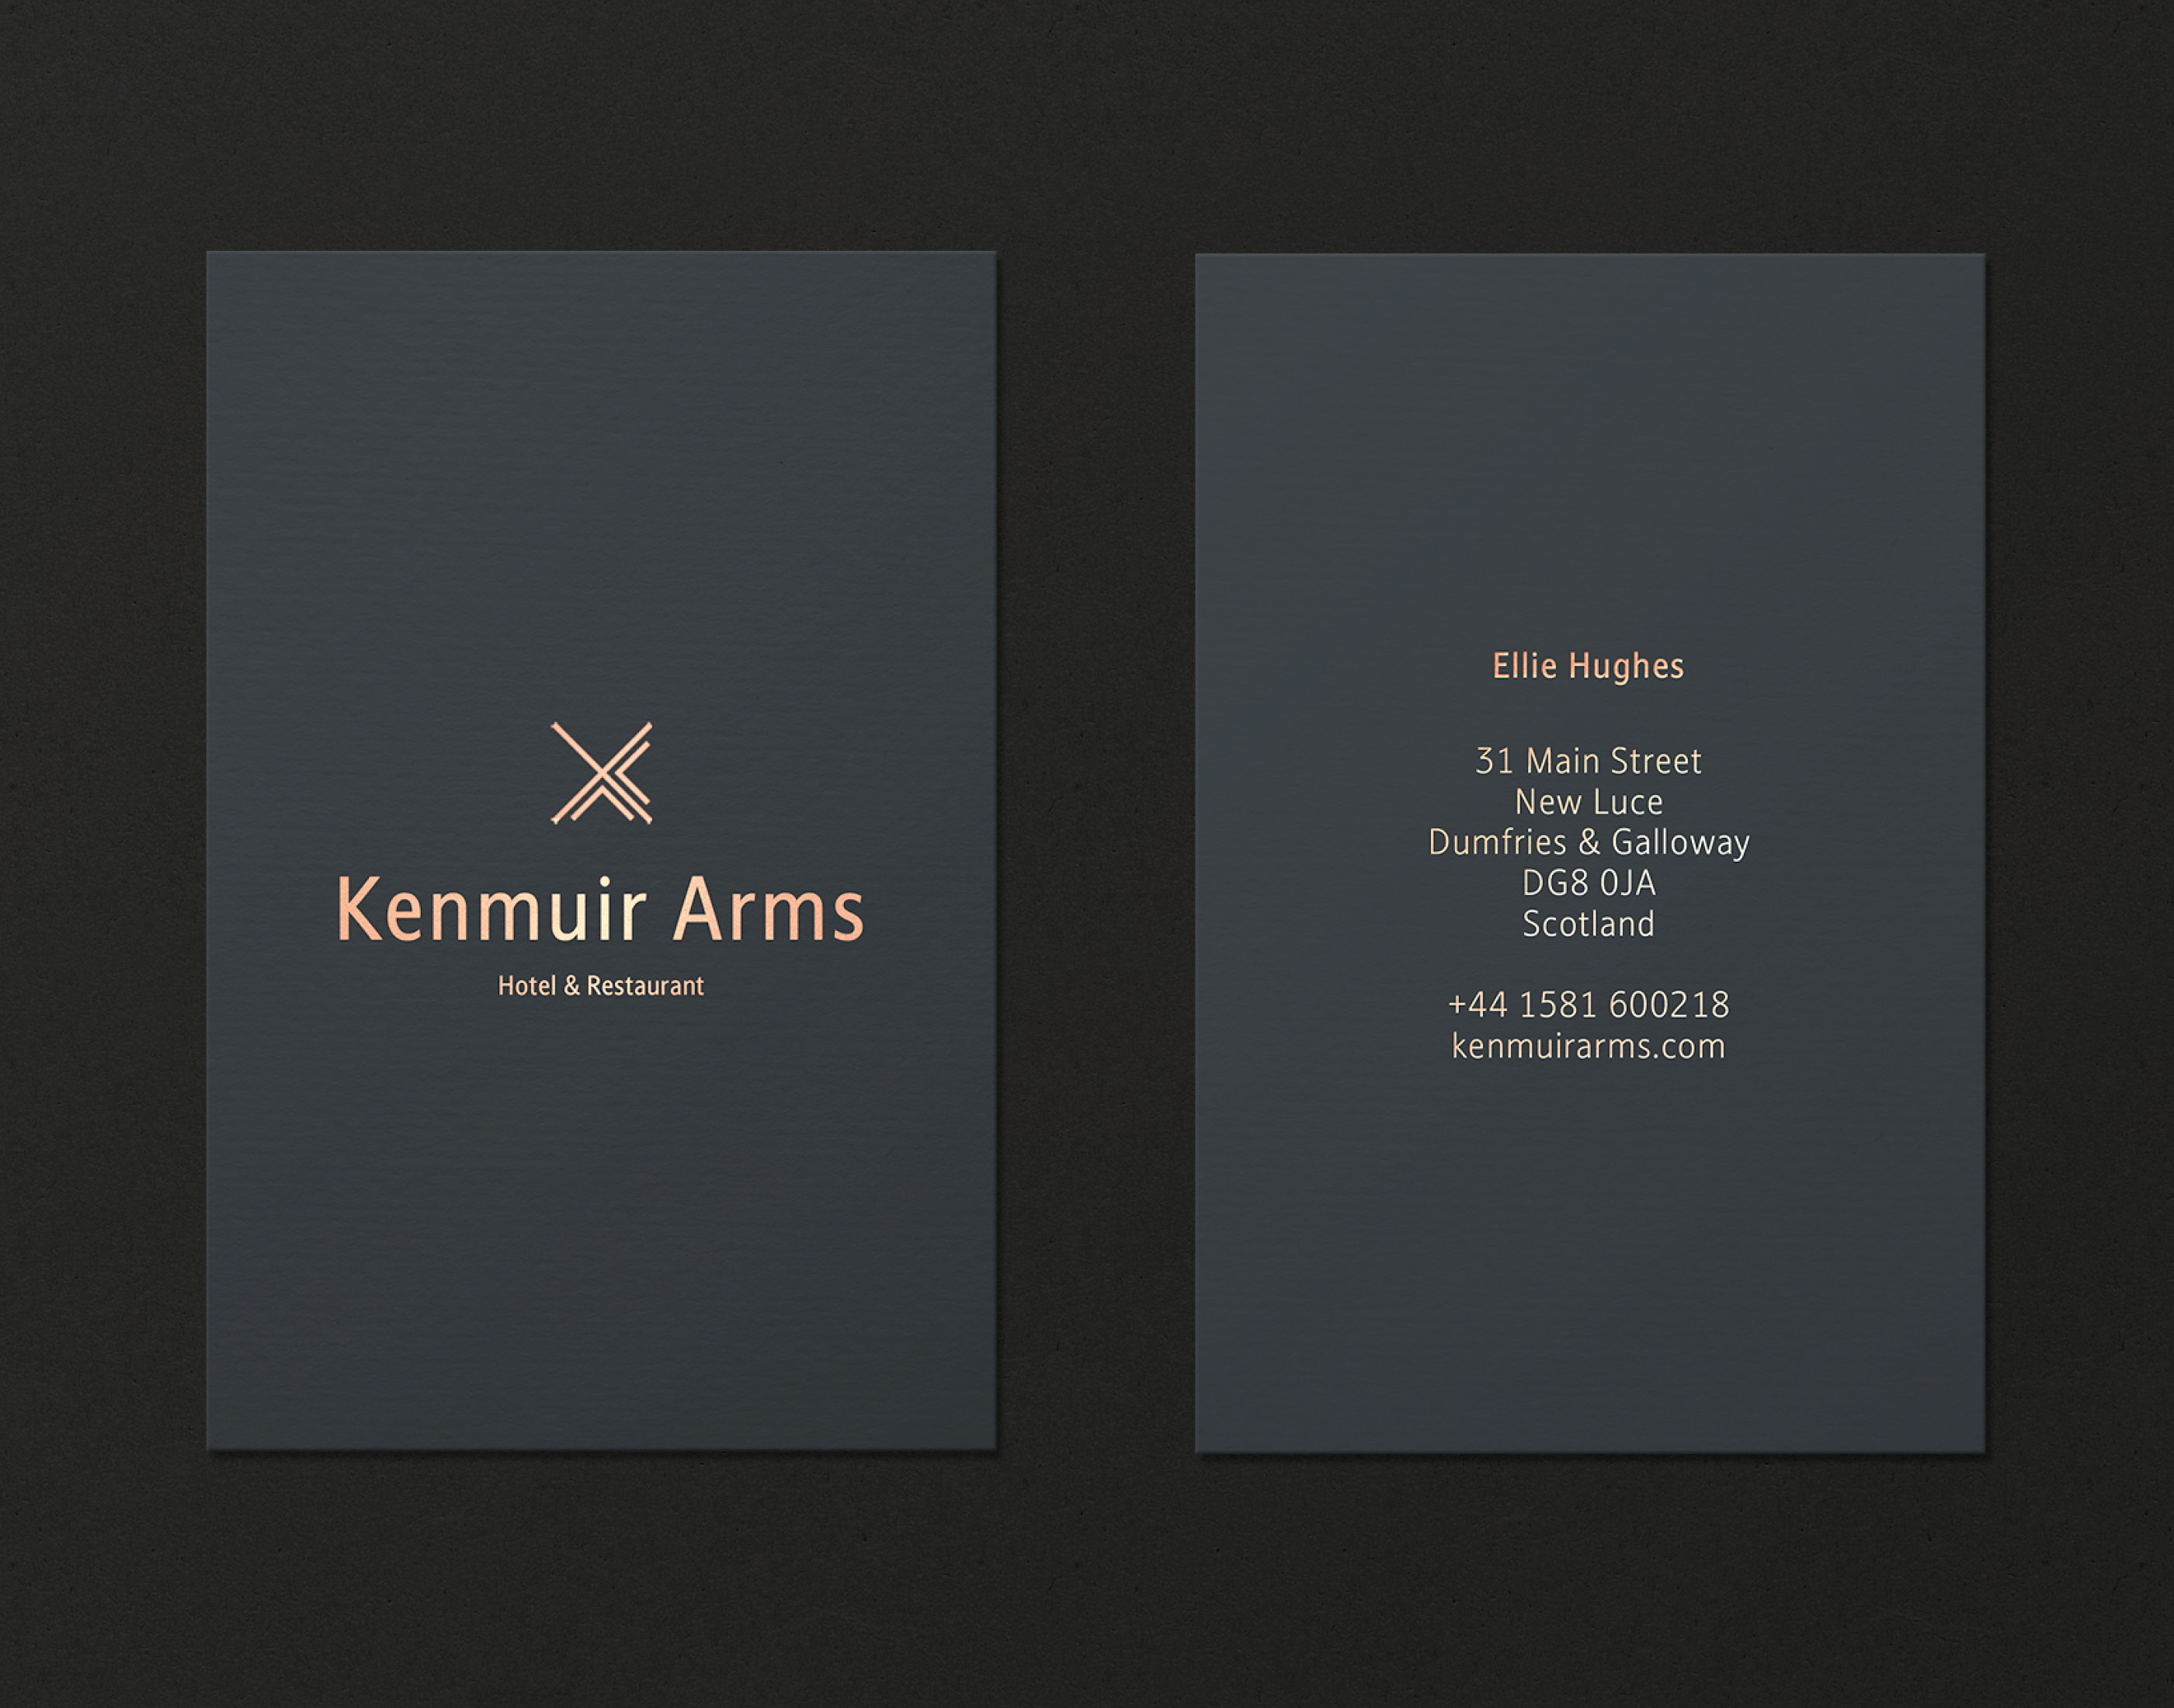 Kenmuir Arms
Hotel & Restaurant
Ellie Hughes
31 Main Street
New Luce
Dumfries & Galloway
DG8 0JA
Scotland
+44 1581 600218
kenmuirarms.com